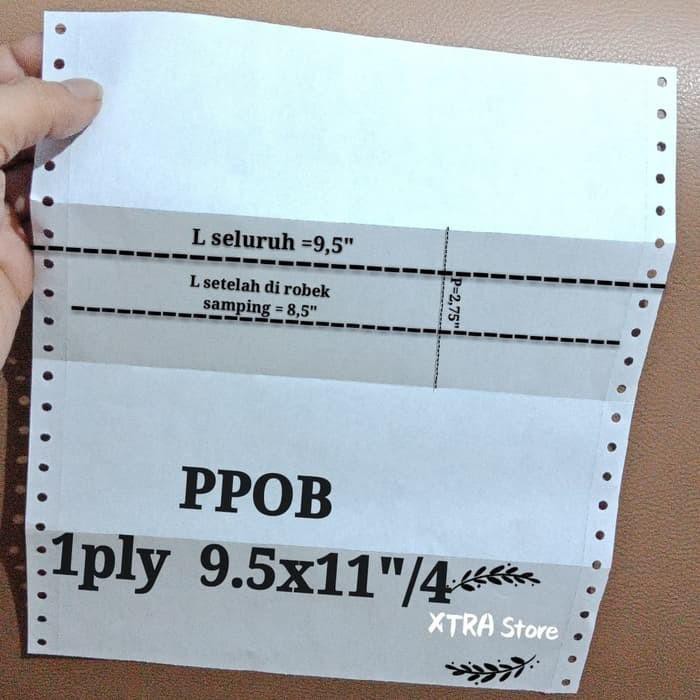 L seluruh =9,5"
L setelah di robek
samping = 8,5"
P=2,75"
PPOB
1ply 9.5x11"/4
XTRA Store